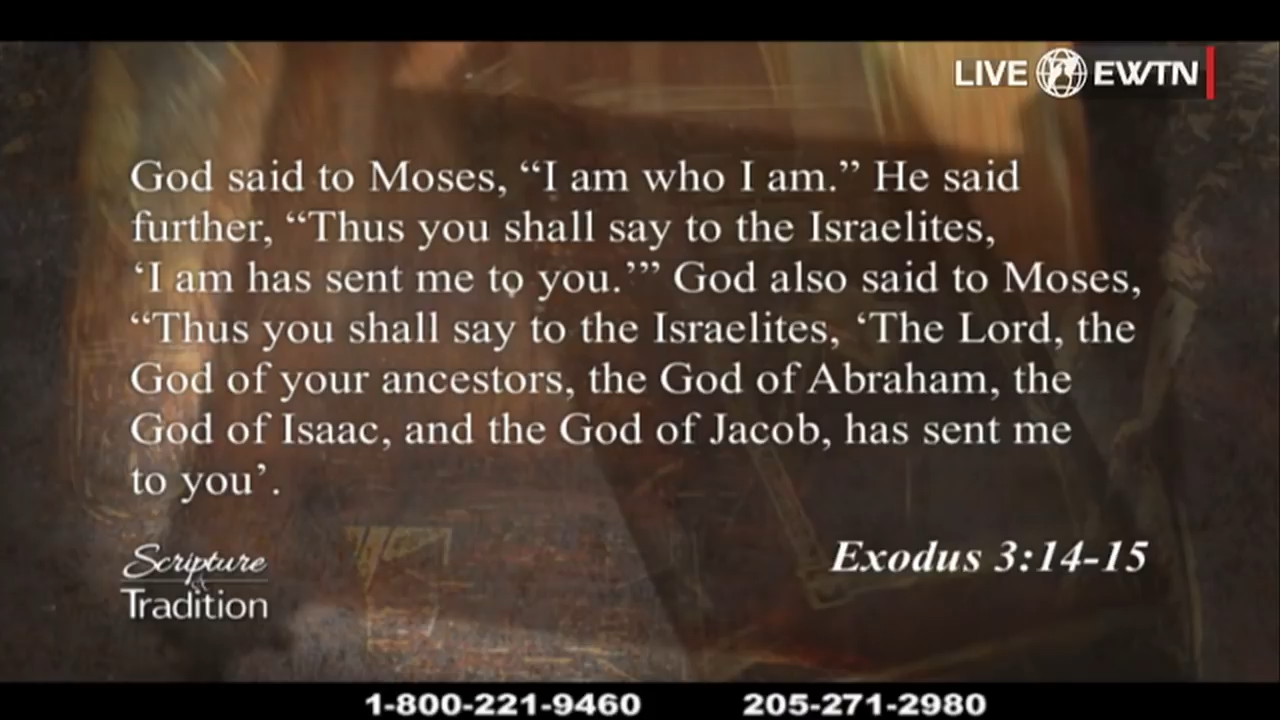 LIVE EWTN
God said to Moses, “I am who I am.” He said
further, “Thus you shall say to the Israelites,
‘I am has sent me to you.’” God also said to Moses,
“Thus you shall say to the Israelites, ‘The Lord, the
God of your ancestors, the God of Abraham, the
God of Isaac, and the God of Jacob, has sent me
to you’.
Exodus 3:14-15
Scripture
&
Tradition
1-800-221-9460 205-271-2980